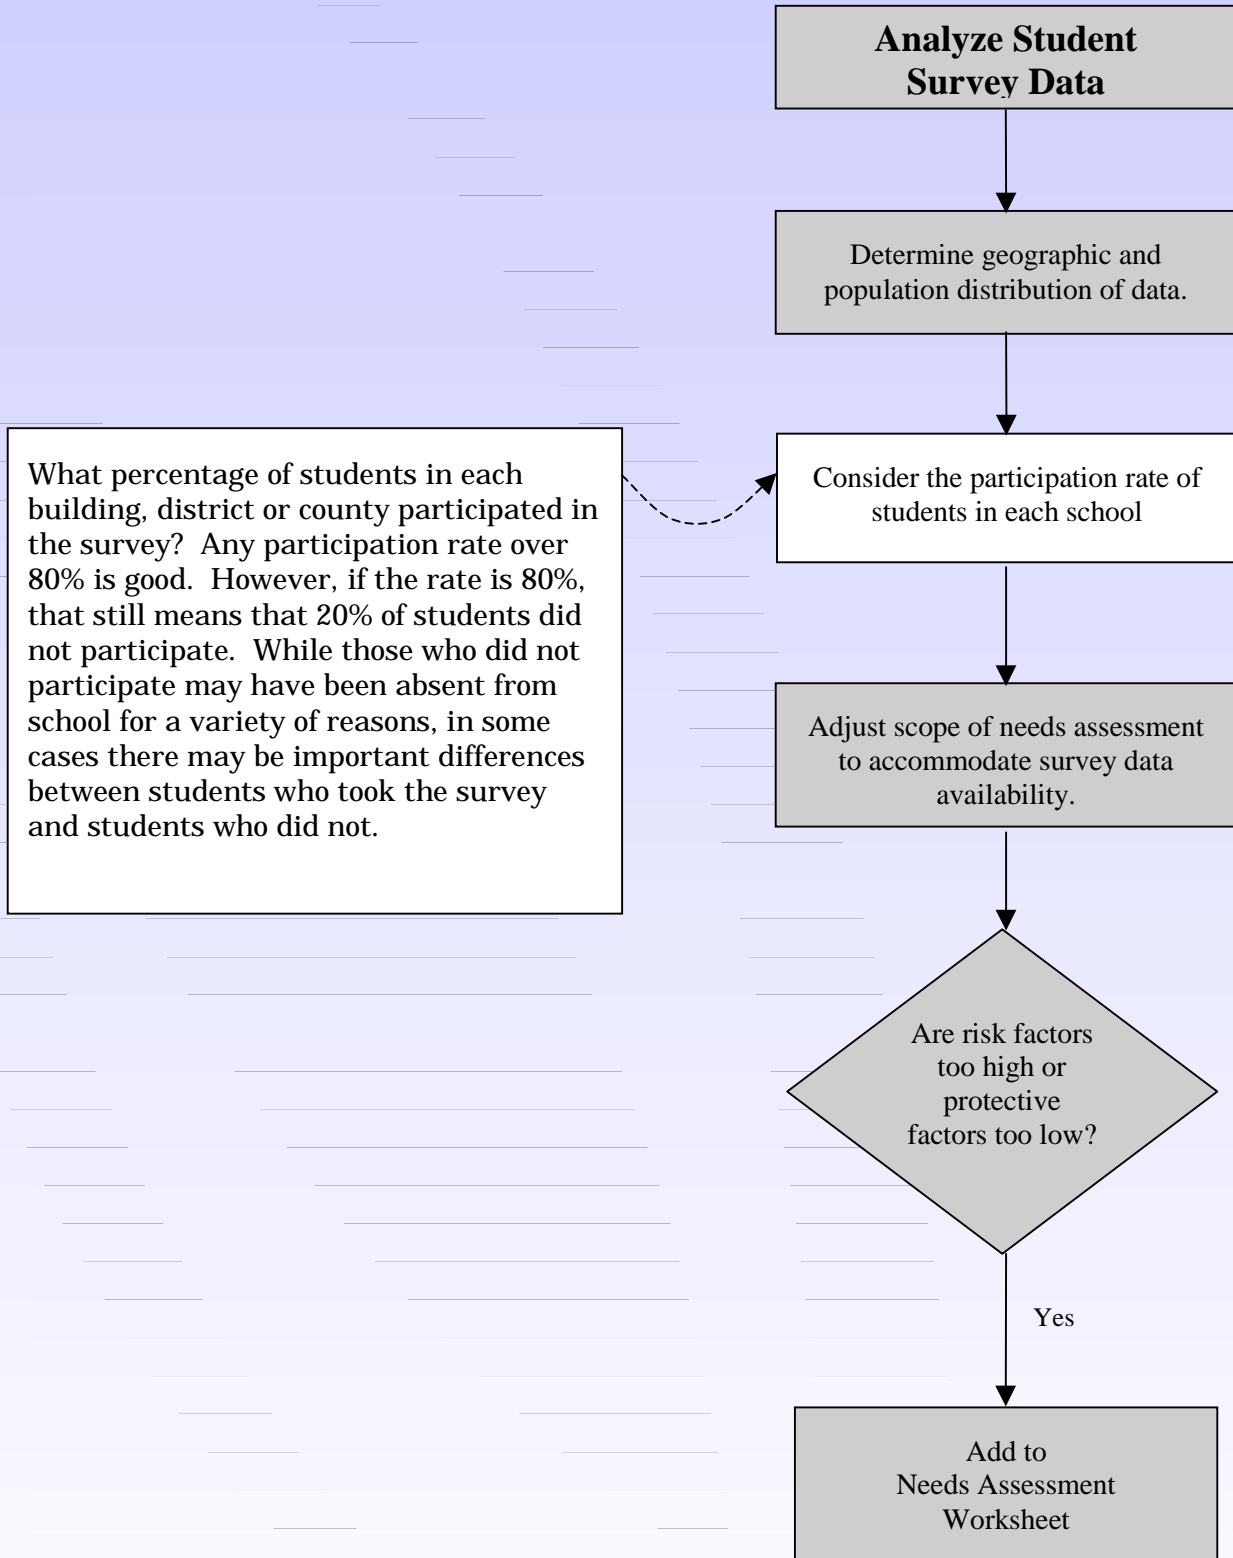 Analyze Student
Survey Data
Determine geographic and
population distribution of data.
What percentage of students in each
building, district or county participated in
the survey?  Any participation rate over
80% is good.  However, if the rate is 80%,
that still means that 20% of students did
not participate.  While those who did not
participate may have been absent from
school for a variety of reasons, in some
cases there may be important differences
between students who took the survey
and students who did not.
Consider the participation rate of
students in each school
Adjust scope of needs assessment
to accommodate survey data
availability.
Are risk factors
too high or
protective
factors too low?
Yes
Add to
Needs Assessment
Worksheet